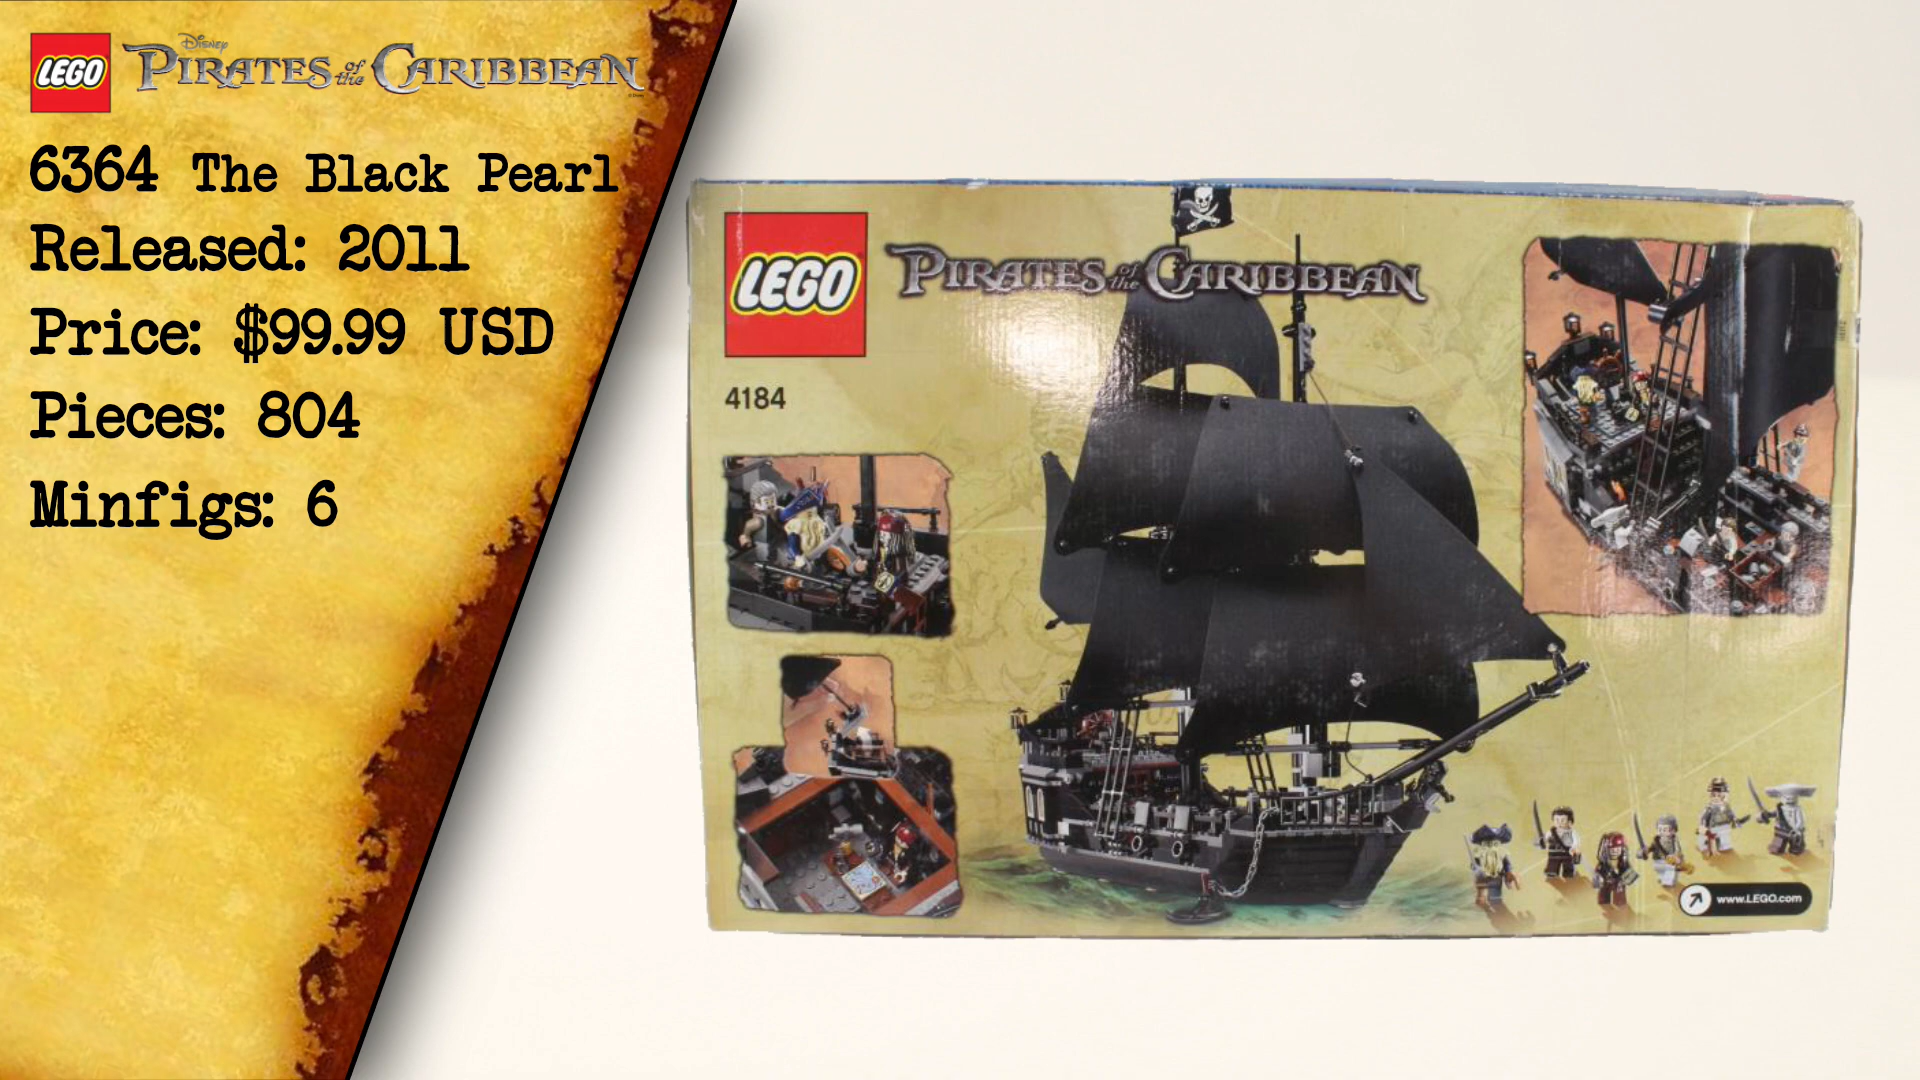 LEGO Disney PIRATES of the CARIBBEAN
6364 The Black Pearl
Released: 2011
Price: $99.99 USD
Pieces: 804
Minfigs: 6
LEGO PIRATES of the CARIBBEAN
4184
www.LEGO.com